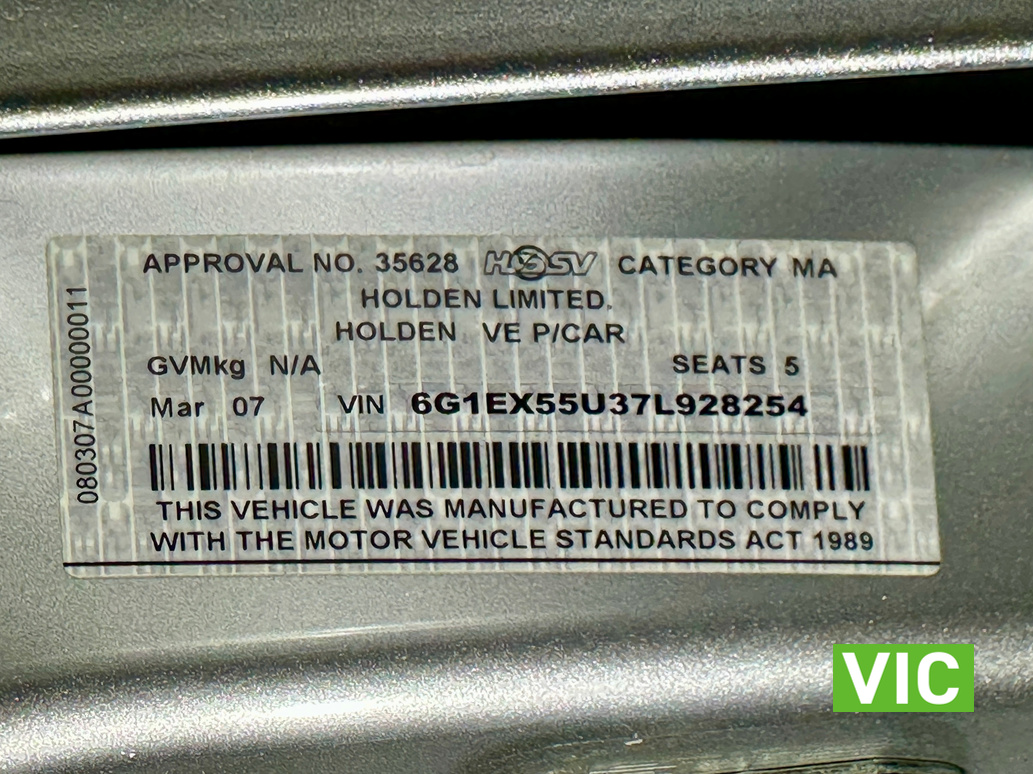 APPROVAL NO. 35628 HSV CATEGORY MA
HOLDEN LIMITED.
HOLDEN VE P/CAR
GVMkg N/A SEATS 5
Mar 07 VIN 6G1EX55U37L928254
THIS VEHICLE WAS MANUFACTURED TO COMPLY
WITH THE MOTOR VEHICLE STANDARDS ACT 1989
080307A00000011
VIC